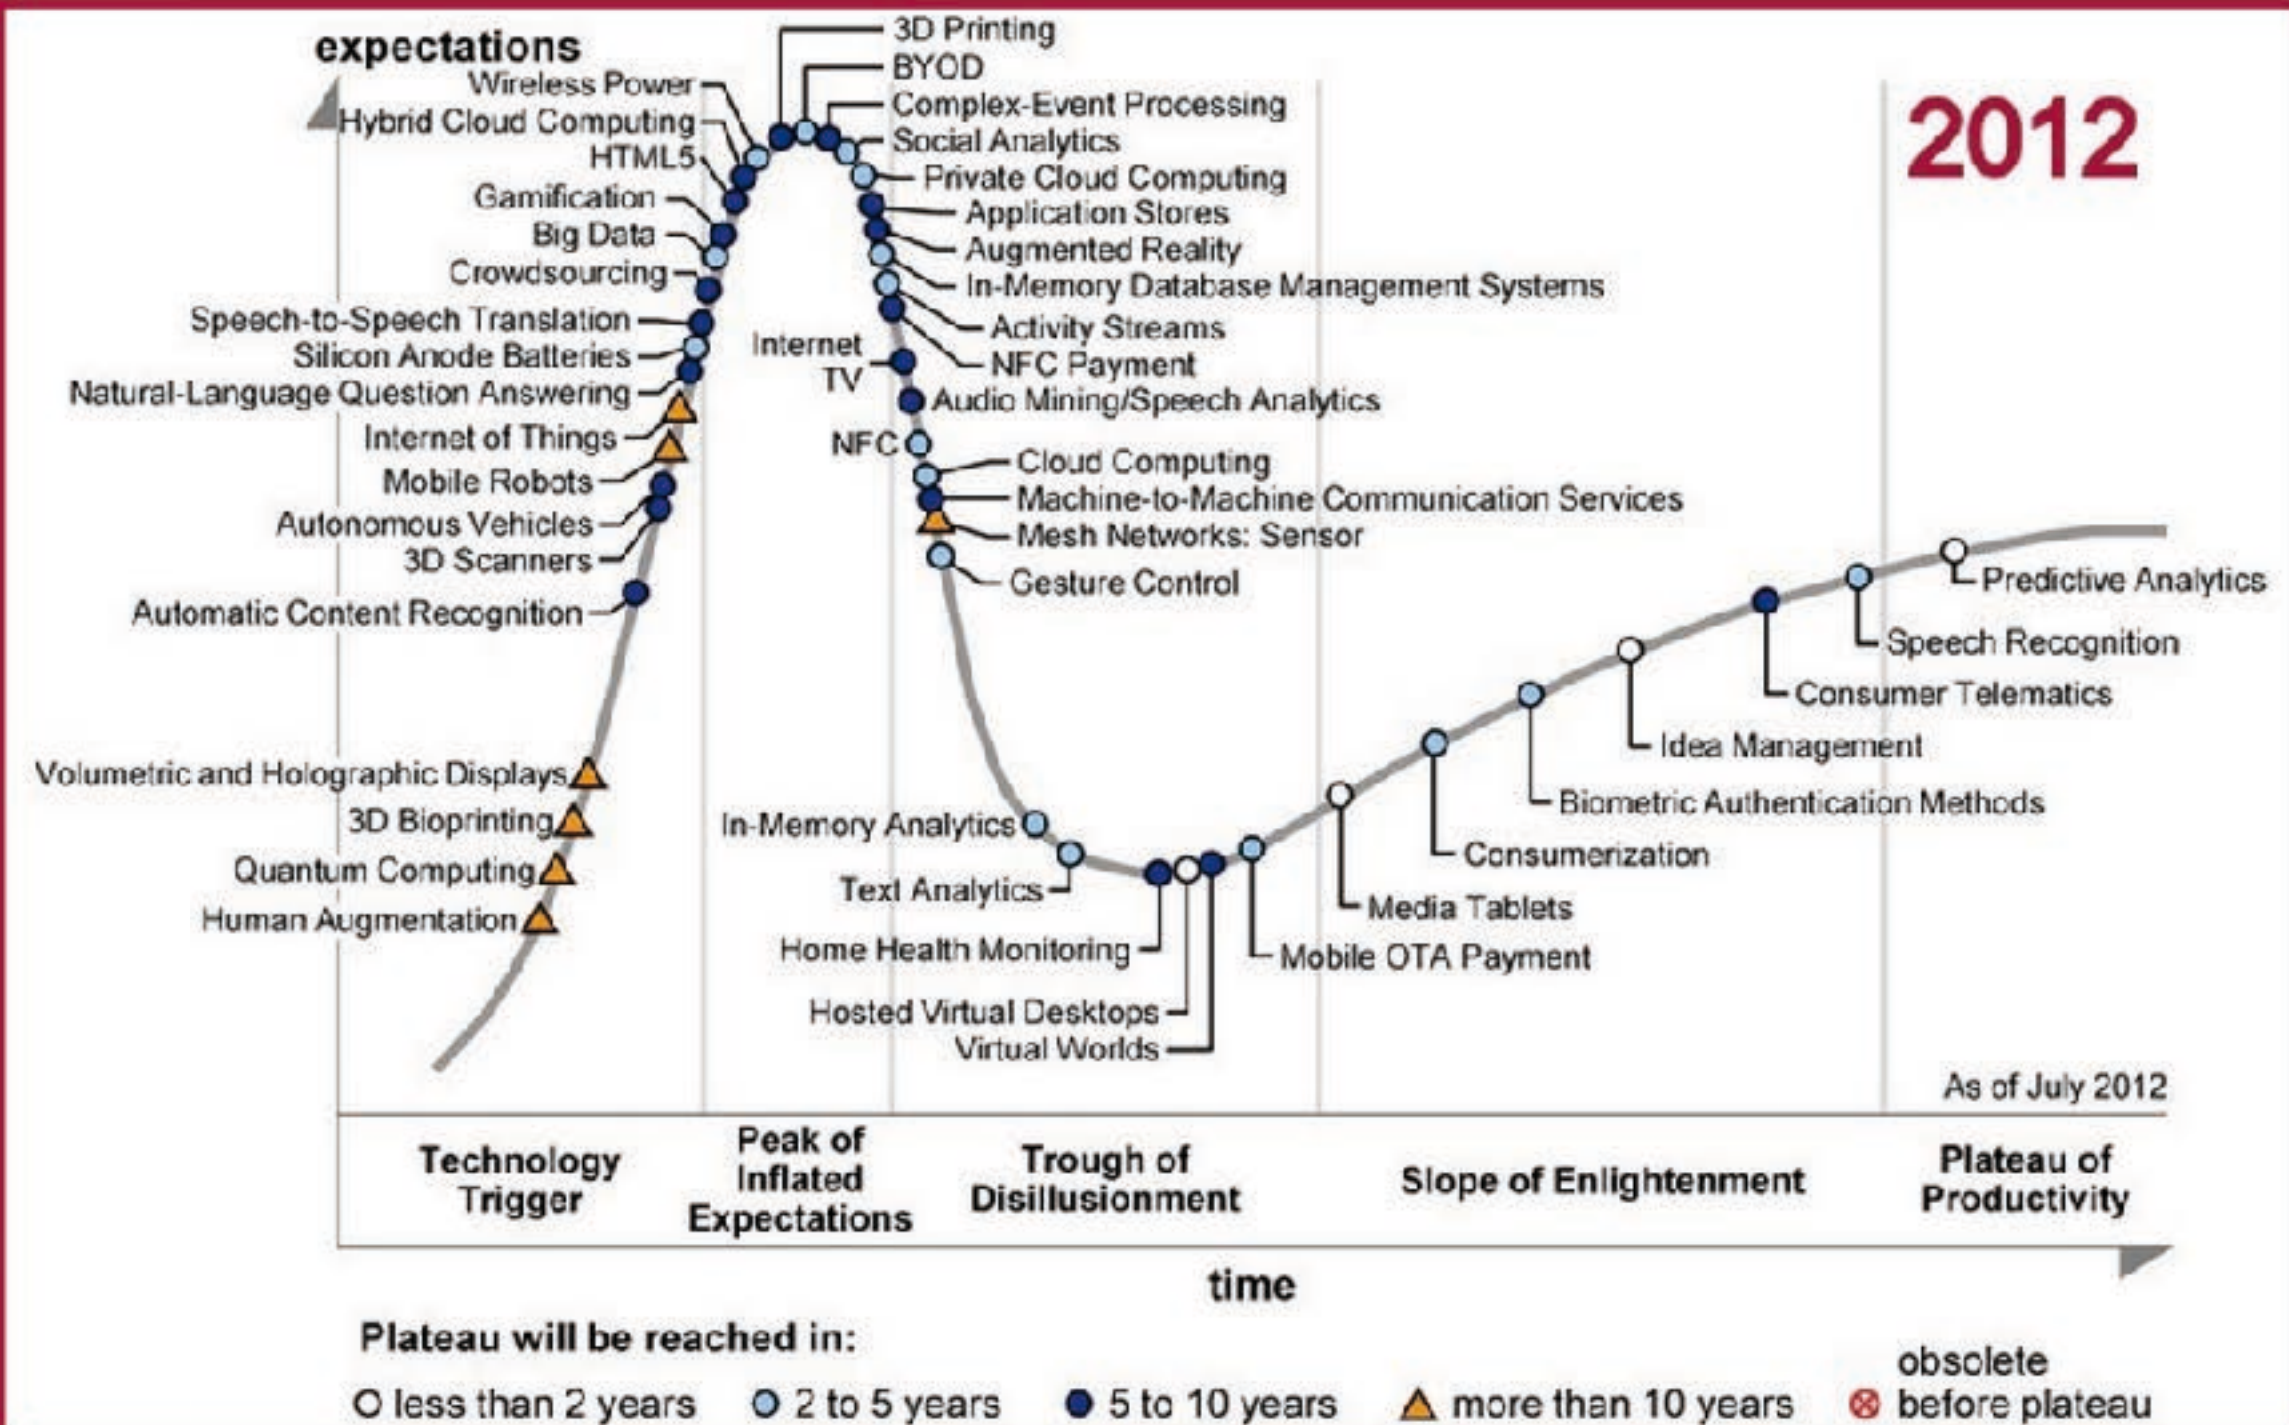 expectations
2012
3D Printing
BYOD
Wireless Power
Complex-Event Processing
Hybrid Cloud Computing
Social Analytics
HTML5
Private Cloud Computing
Gamification
Application Stores
Big Data
Augmented Reality
Crowdsourcing
In-Memory Database Management Systems
Speech-to-Speech Translation
Activity Streams
Silicon Anode Batteries
Internet
TV
NFC Payment
Natural-Language Question Answering
Audio Mining/Speech Analytics
Internet of Things
NFC
Cloud Computing
Mobile Robots
Machine-to-Machine Communication Services
Autonomous Vehicles
Mesh Networks: Sensor
3D Scanners
Gesture Control
Automatic Content Recognition
Predictive Analytics
Speech Recognition
Consumer Telematics
Idea Management
Volumetric and Holographic Displays
Biometric Authentication Methods
3D Bioprinting
In-Memory Analytics
Consumerization
Quantum Computing
Text Analytics
Media Tablets
Human Augmentation
Home Health Monitoring
Mobile OTA Payment
Hosted Virtual Desktops
Virtual Worlds
As of July 2012
Technology
Trigger
Peak of
Inflated
Expectations
Trough of
Disillusionment
Slope of Enlightenment
Plateau of
Productivity
time
Plateau will be reached in:
less than 2 years
2 to 5 years
5 to 10 years
more than 10 years
obsolete
before plateau